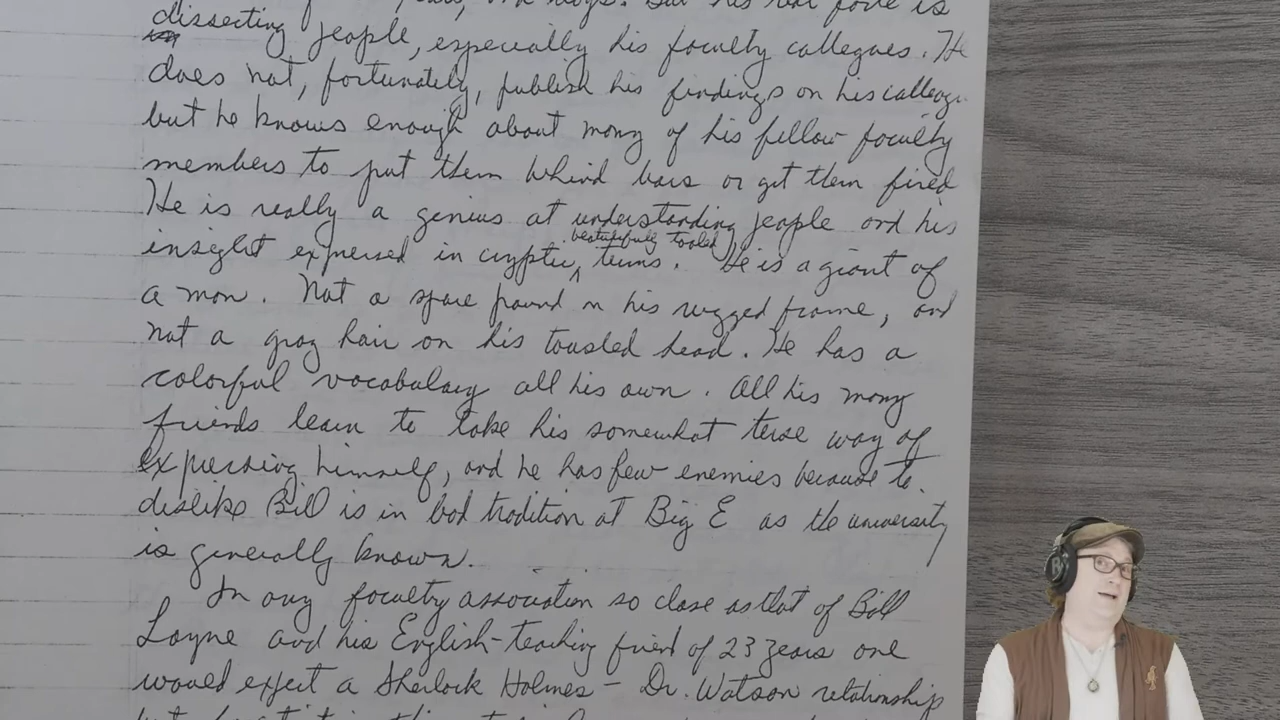 his real forte is
dissecting people, especially his faculty collegues. He
does not, fortunately, publish his findings on his
but he knows enough about many of his fellow faculty
members to put them behind bars or get them fired
He is really a genius at understanding people and his
beautifully tooled
insight expressed in cryptic, terms. He is a giant of
a man. Not a spare pound on his rugged frame, and
not a gray hair on his tousled head. He has a
colorful vocabulary all his own. All his many
friends learn to take his somewhat terse way of
expressing himself, and he has few enemies because to
dislike Bill is in bad tradition at Big E as the university
is generally known.
In any faculty association so close as that of Bill
Layne and his English-teaching friend of 23 years one
would expect a Sherlock Holmes - Dr. Watson relationship